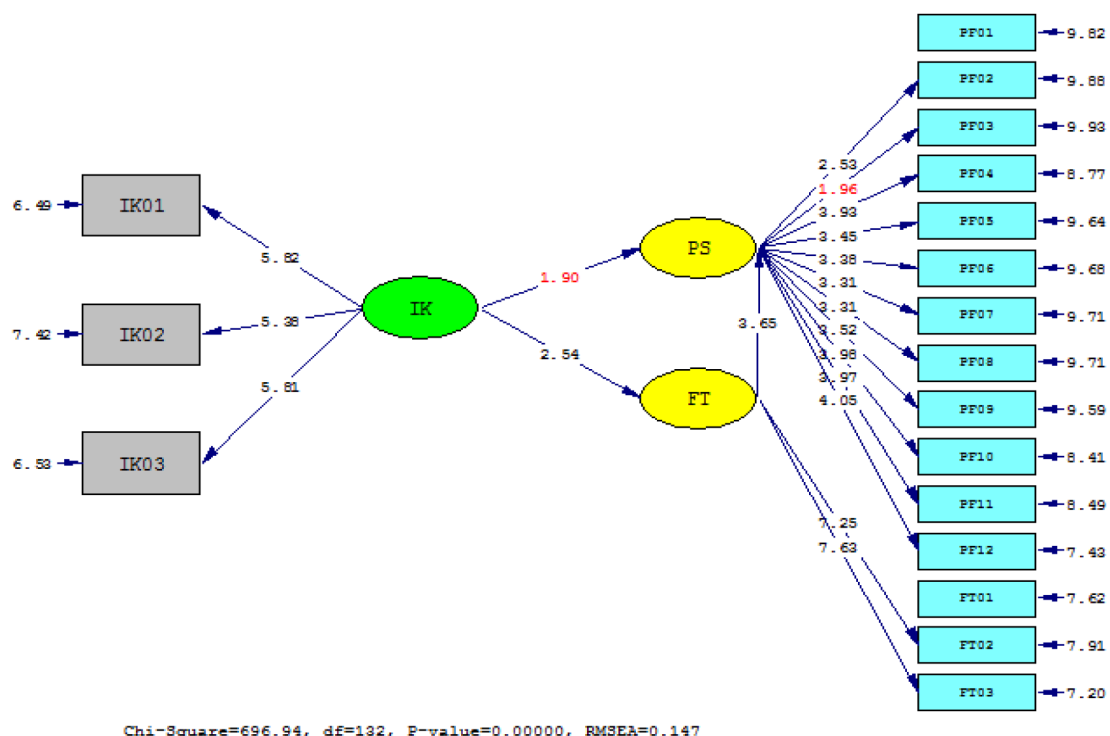 PF01 9.82
PF02 9.88
PF03 9.93
PF04 8.77
PF05 9.64
PF06 9.68
PF07 9.71
PF08 9.71
PF09 9.59
PF10 8.41
PF11 8.49
PF12 7.43
FT01 7.62
FT02 7.91
FT03 7.20
6.49 IK01
7.42 IK02
6.53 IK03
5.82
5.38
5.81
IK
1.90
2.54
PS
FT
3.65
2.53
1.96
3.93
3.45
3.38
3.31
3.31
3.52
3.98
3.97
4.05
7.25
7.63
Chi-Square=696.94, df=132, P-value=0.00000, RMSEA=0.147